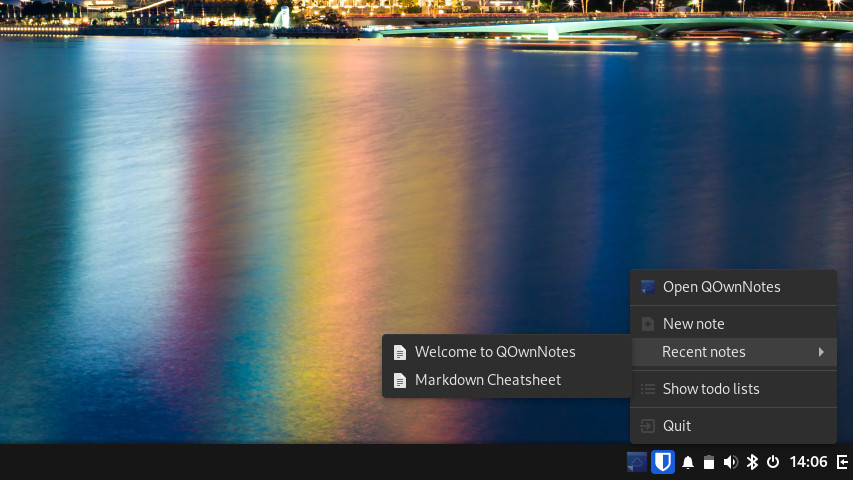 Open QOwnNotes
New note
Recent notes
Welcome to QOwnNotes
Markdown Cheatsheet
Show todo lists
Quit
14:06